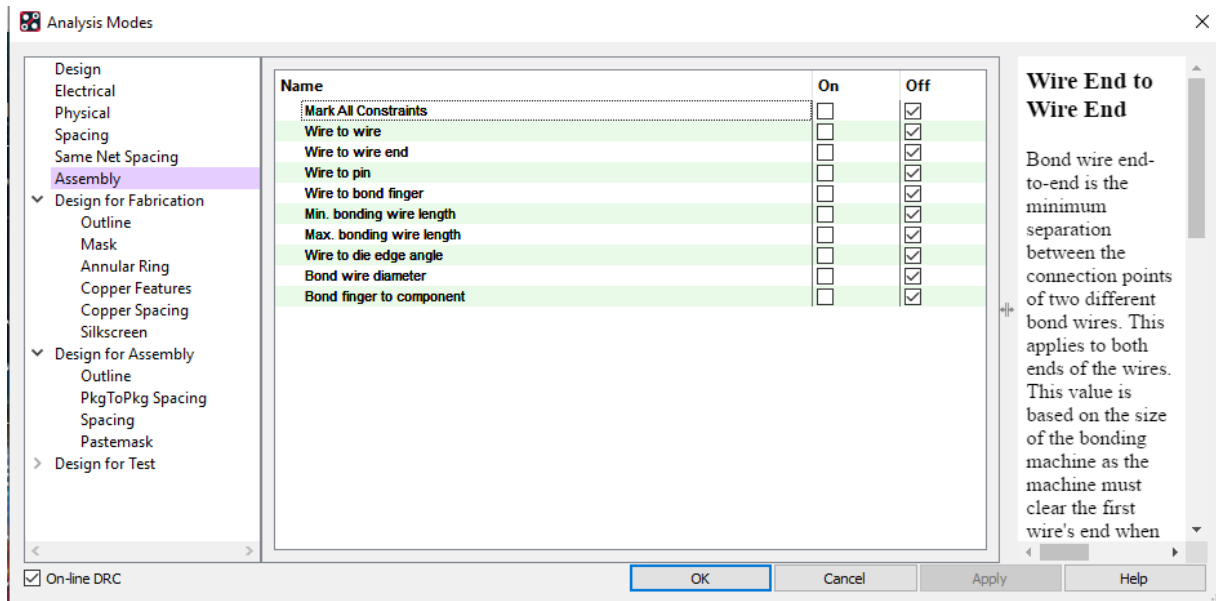 Analysis Modes
Design
Electrical
Physical
Spacing
Same Net Spacing
Assembly
Design for Fabrication
Outline
Mask
Annular Ring
Copper Features
Copper Spacing
Silkscreen
Design for Assembly
Outline
PkgToPkg Spacing
Spacing
Pastemask
Design for Test
Name On Off
Mark All Constraints
Wire to wire
Wire to wire end
Wire to pin
Wire to bond finger
Min. bonding wire length
Max. bonding wire length
Wire to die edge angle
Bond wire diameter
Bond finger to component
Wire End to
Wire End
Bond wire end-
to-end is the
minimum
separation
between the
connection points
of two different
bond wires. This
applies to both
ends of the wires.
This value is
based on the size
of the bonding
machine as the
machine must
clear the first
wire's end when
On-line DRC
OK Cancel Apply Help